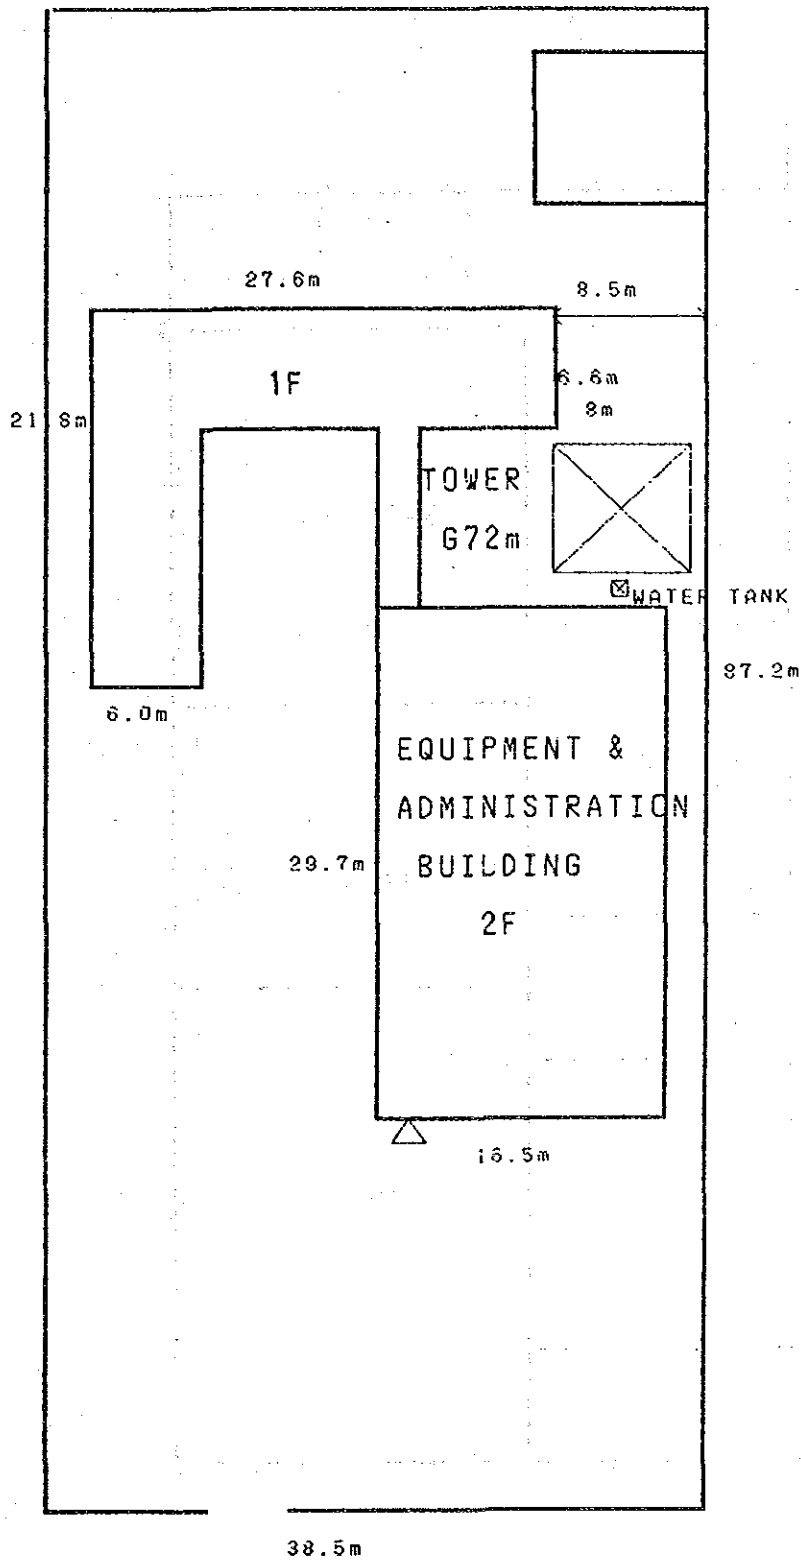 27.6m
8.5m
1F
6.6m
8m
21.8m
TOWER
G72m
WATER TANK
87.2m
6.0m
EQUIPMENT &
ADMINISTRATION
BUILDING
29.7m
2F
16.5m
38.5m